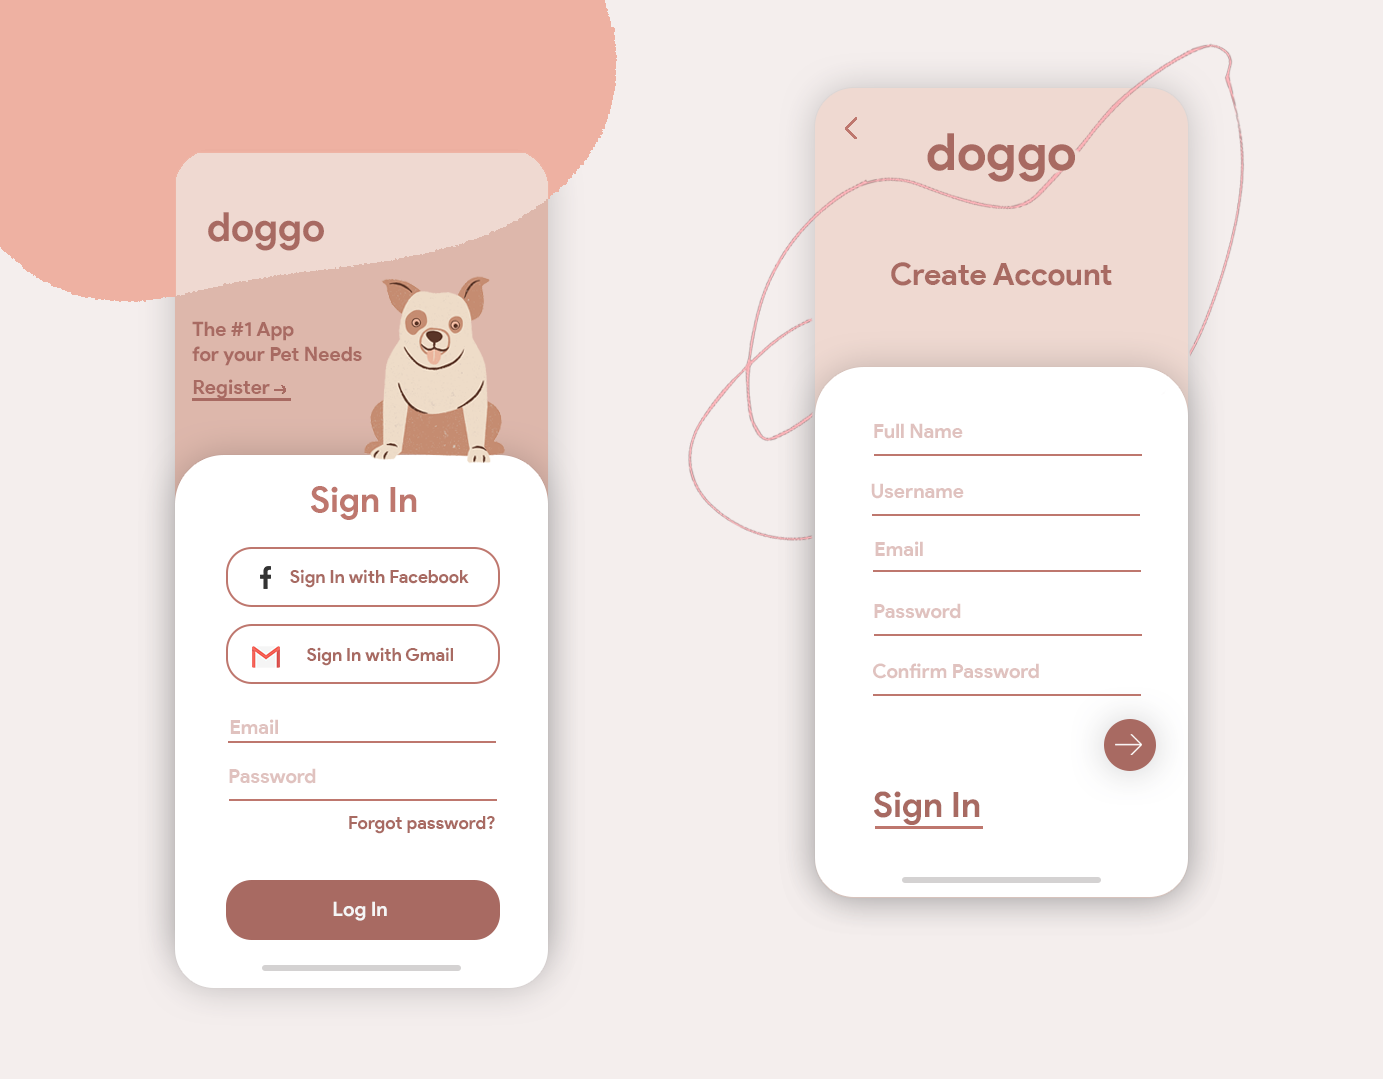 doggo
The #1 App
for your Pet Needs
Register →
Sign In
Sign In with Facebook
Sign In with Gmail
Email
Password
Forgot password?
Log In
doggo
Create Account
Full Name
Username
Email
Password
Confirm Password
Sign In